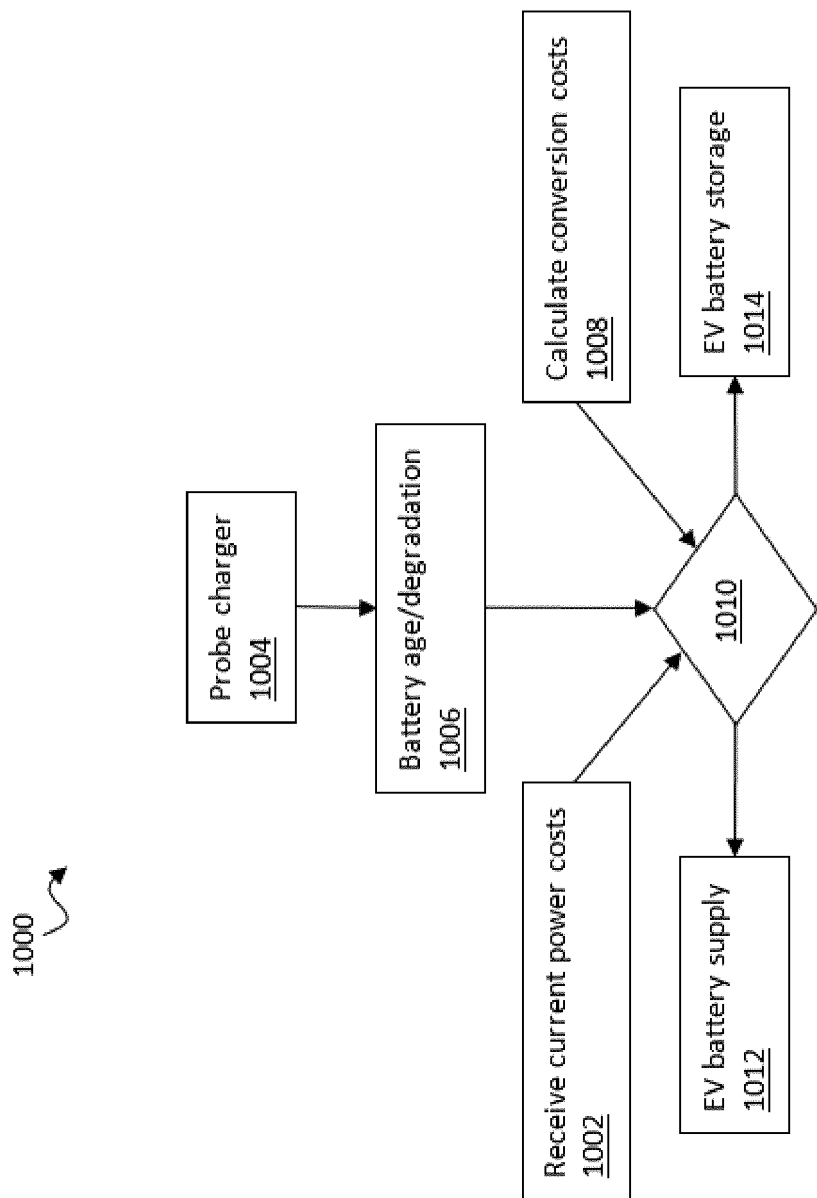 1000
Probe charger
1004
Battery age/degradation
1006
Receive current power costs
1002
Calculate conversion costs
1008
1010
EV battery supply
1012
EV battery storage
1014